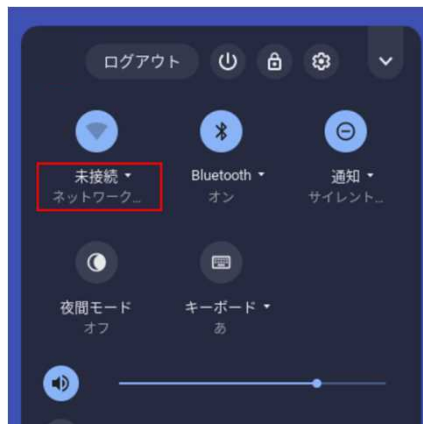 ログアウト
未接続
ネットワーク...
Bluetooth
オン
通知
サイレント...
夜間モード
オフ
キーボード
あ